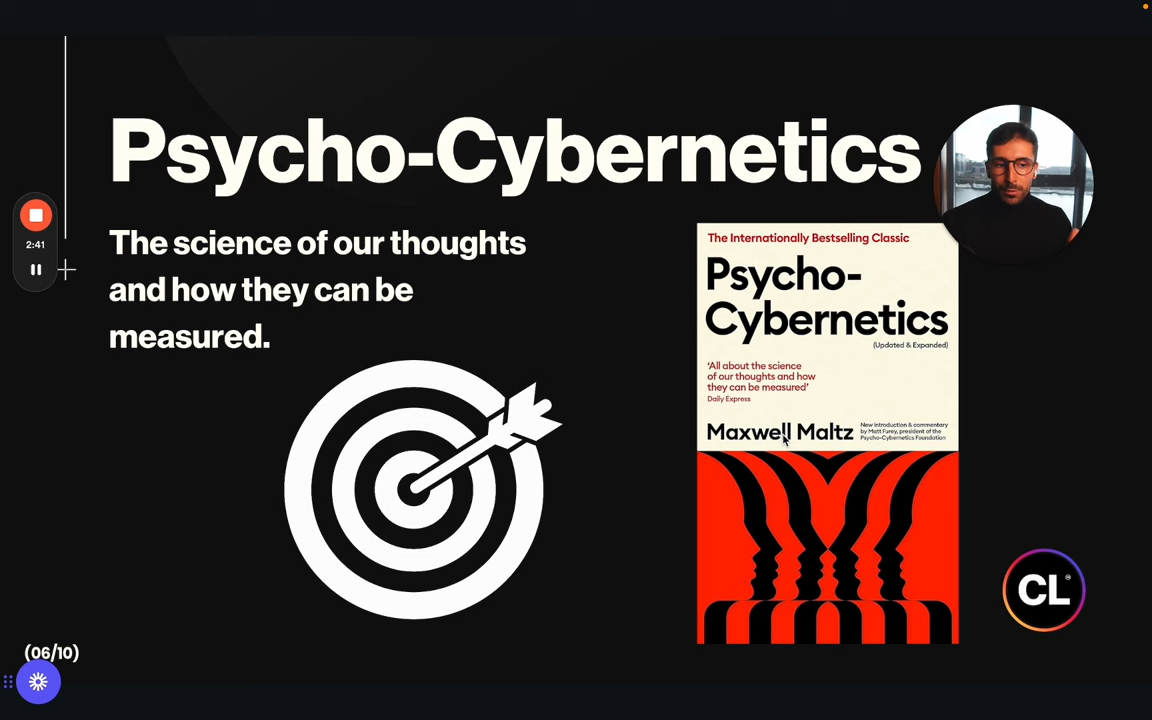 Psycho-Cybernetics
The science of our thoughts
and how they can be
measured.
2:41
The Internationally Bestselling Classic
Psycho-
Cybernetics
(Updated & Expanded)
'All about the science
of our thoughts and how
they can be measured'
Daily Express
Maxwell Maltz
New introduction & commentary
by Matt Furey, president of the
Psycho-Cybernetics Foundation
CL
(06/10)